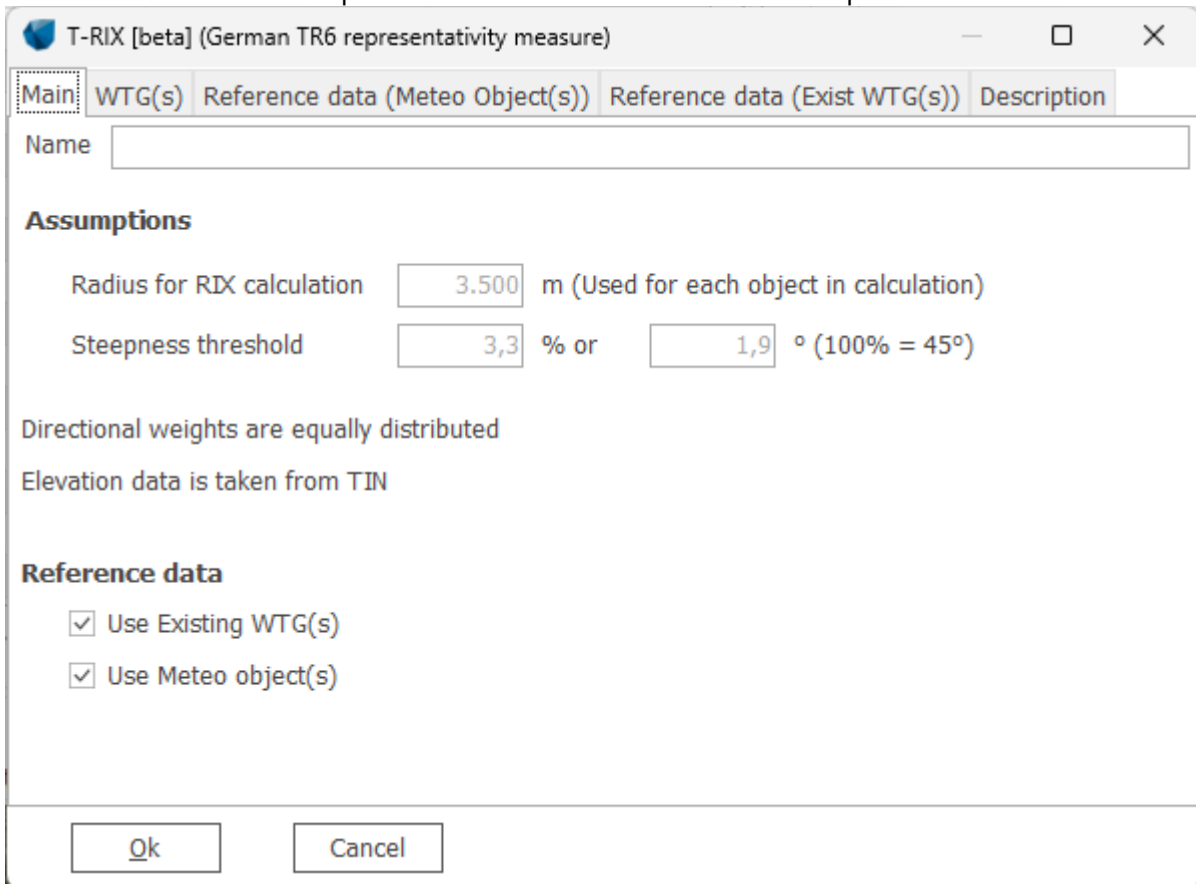 T-RIX [beta] (German TR6 representativity measure)
Main WTG(s) Reference data (Meteo Object(s)) Reference data (Exist WTG(s)) Description
Name
Assumptions
Radius for RIX calculation 3.500 m (Used for each object in calculation)
Steepness threshold 3,3 % or 1,9 º (100% = 45º)
Directional weights are equally distributed
Elevation data is taken from TIN
Reference data
Use Existing WTG(s)
Use Meteo object(s)
Ok Cancel